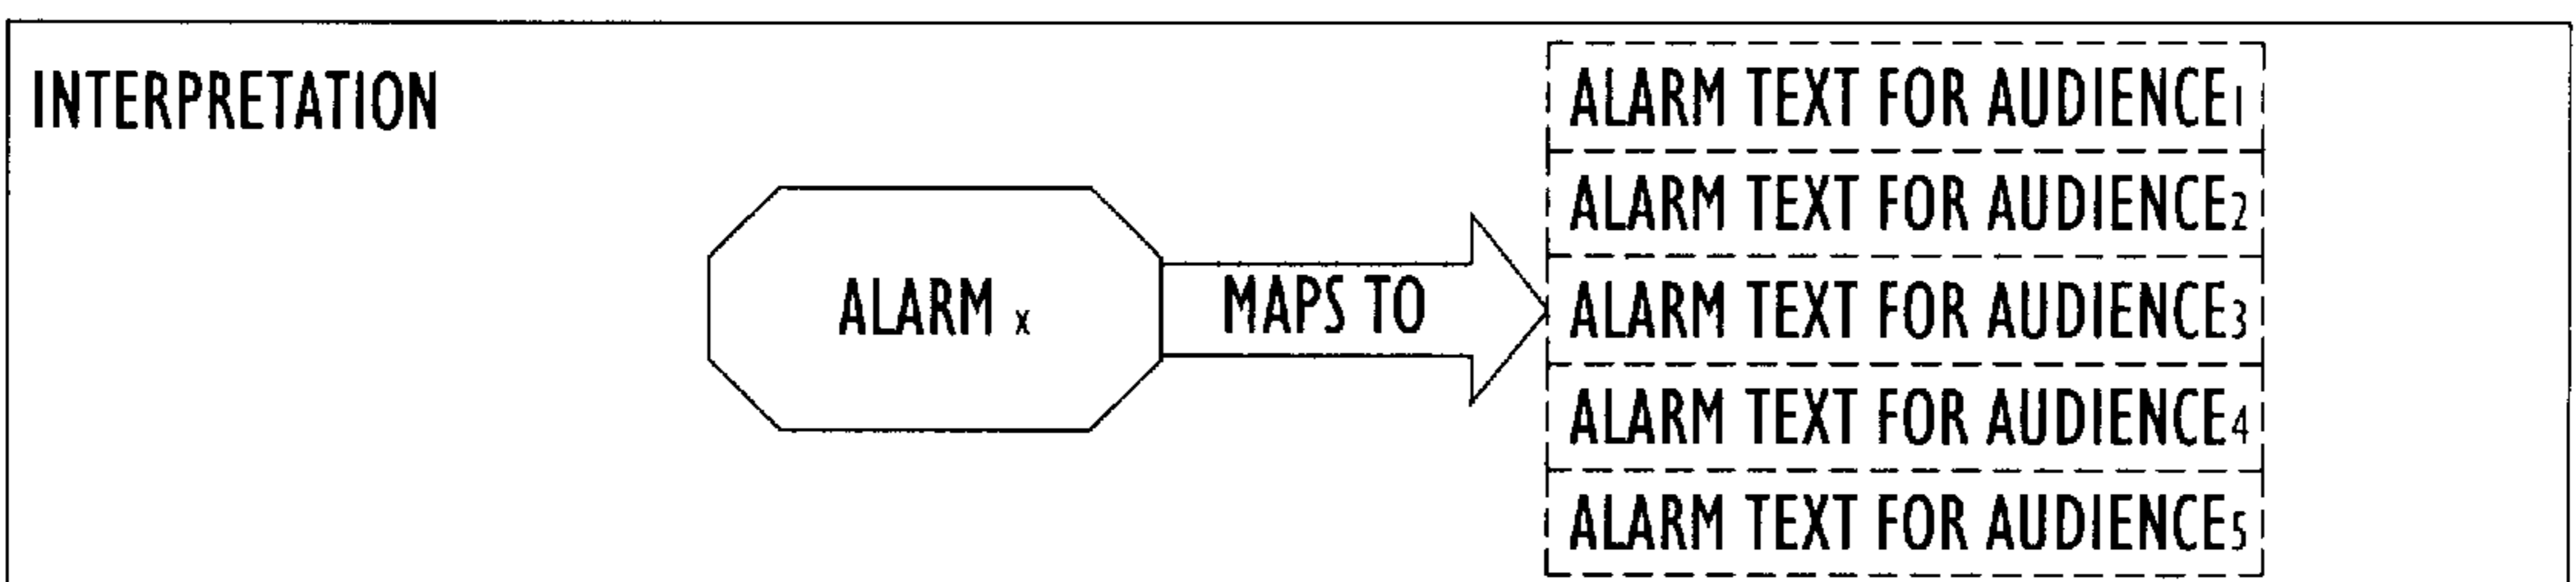 INTERPRETATION
ALARM x
MAPS TO
ALARM TEXT FOR AUDIENCE1
ALARM TEXT FOR AUDIENCE2
ALARM TEXT FOR AUDIENCE3
ALARM TEXT FOR AUDIENCE4
ALARM TEXT FOR AUDIENCE5